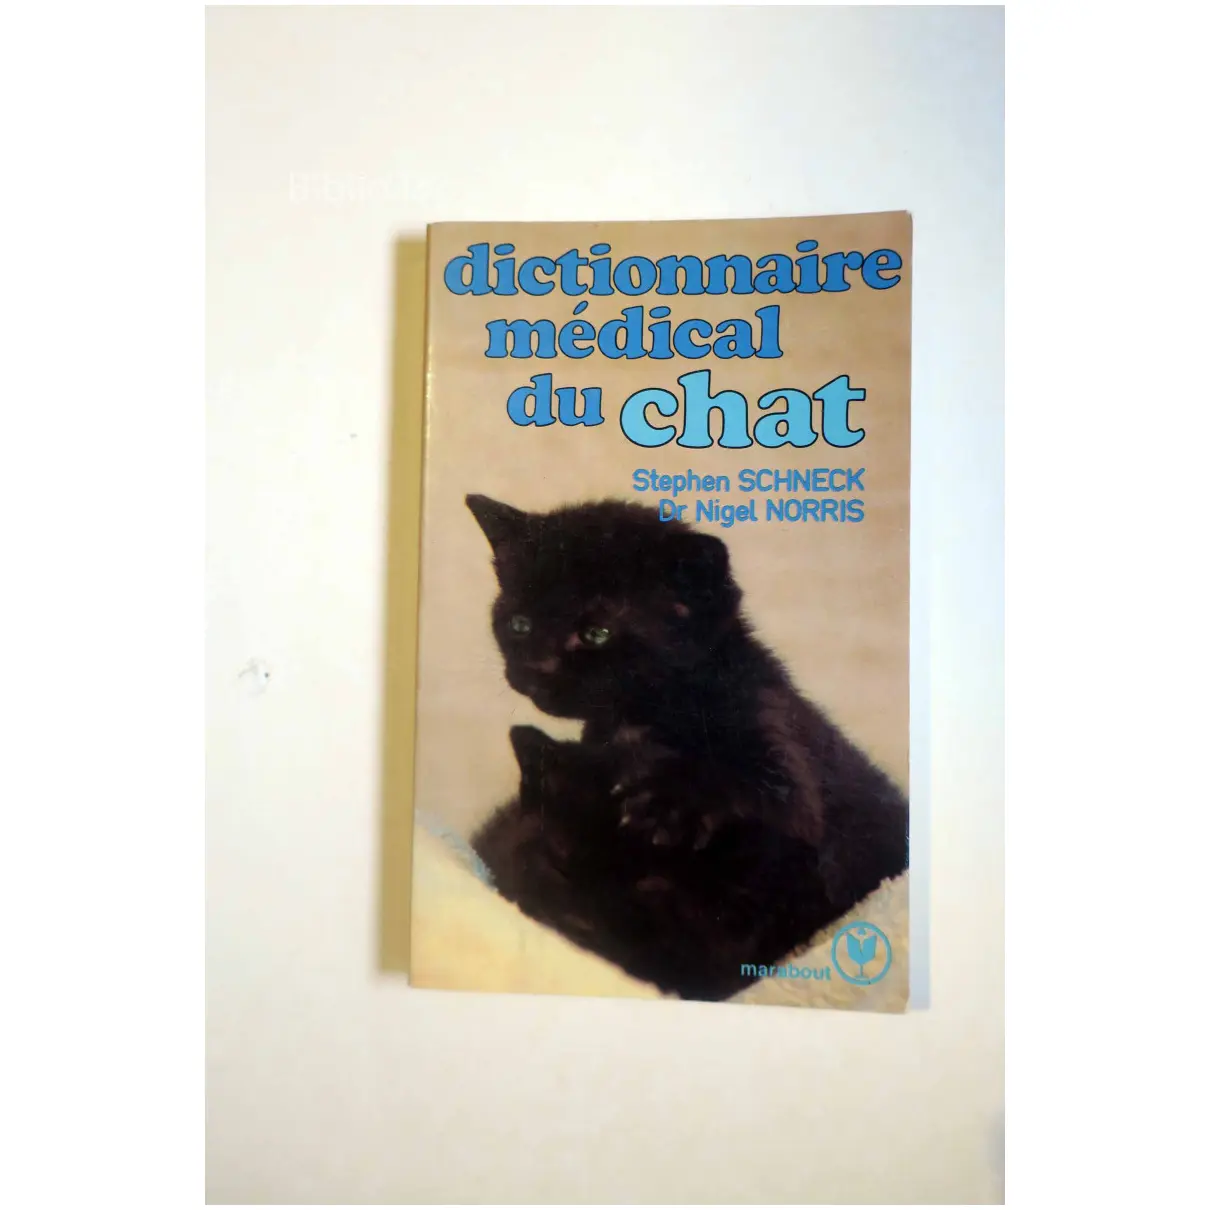 dictionnaire
médical
du chat
Stephen SCHNECK
Dr Nigel NORRIS
marabout